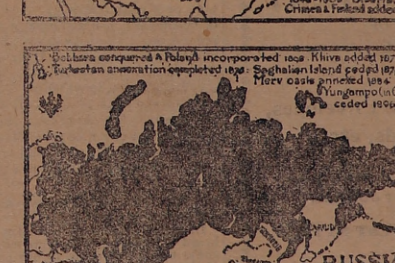 Crimea & Finland added
Bokhara conquered & Poland incorporated 1868 Khiva added 187
Turkestan annexation completed 1876: Saghalien Island ceded 187
Merv oasis annexed 1884
Yungampo
ceded
RUSSI